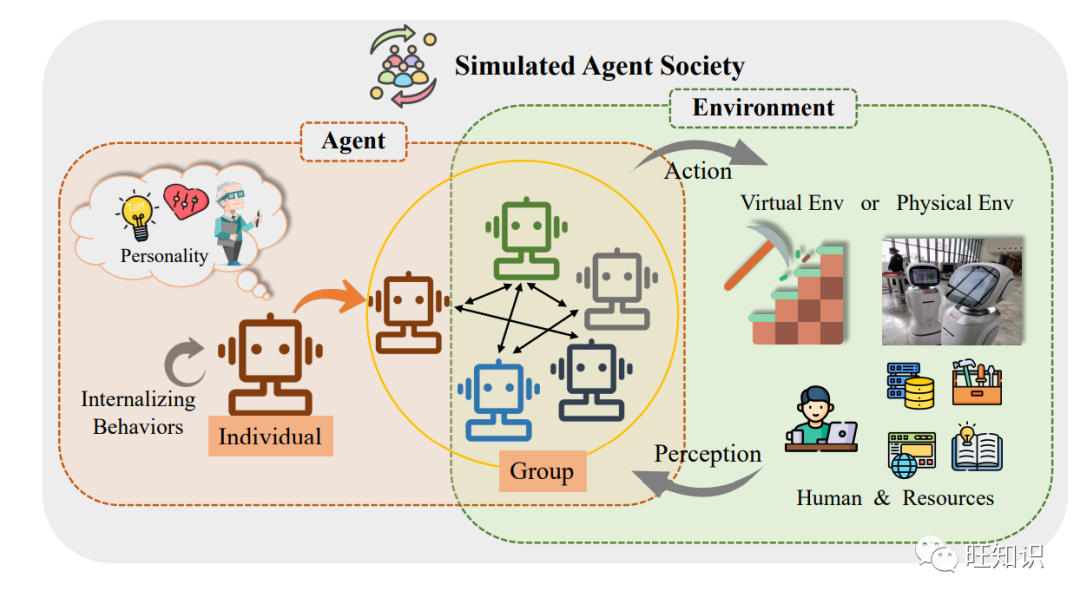 Simulated Agent Society
Environment
Agent
Action
Virtual Env or Physical Env
ToM
Personality
Internalizing
Behaviors
Individual
Group
Perception
Human & Resources
旺知识